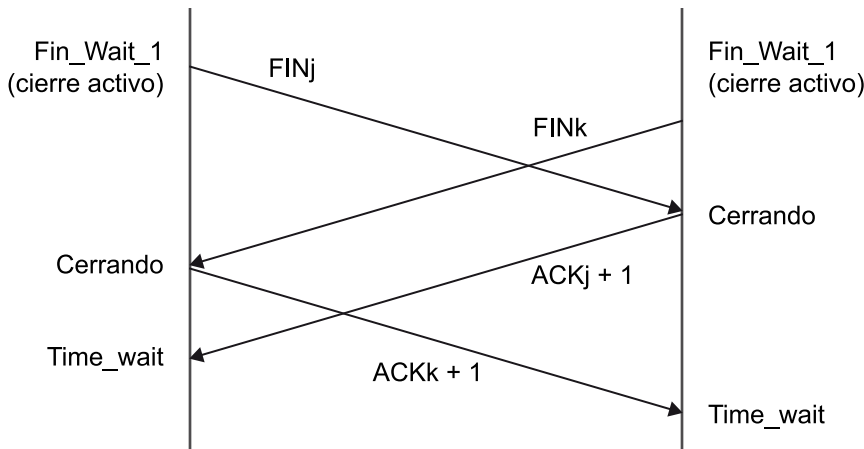 Fin_Wait_1
(cierre activo)
FINj
Fin_Wait_1
(cierre activo)
FINk
Cerrando
Cerrando
ACKj + 1
Time_wait
ACKk + 1
Time_wait